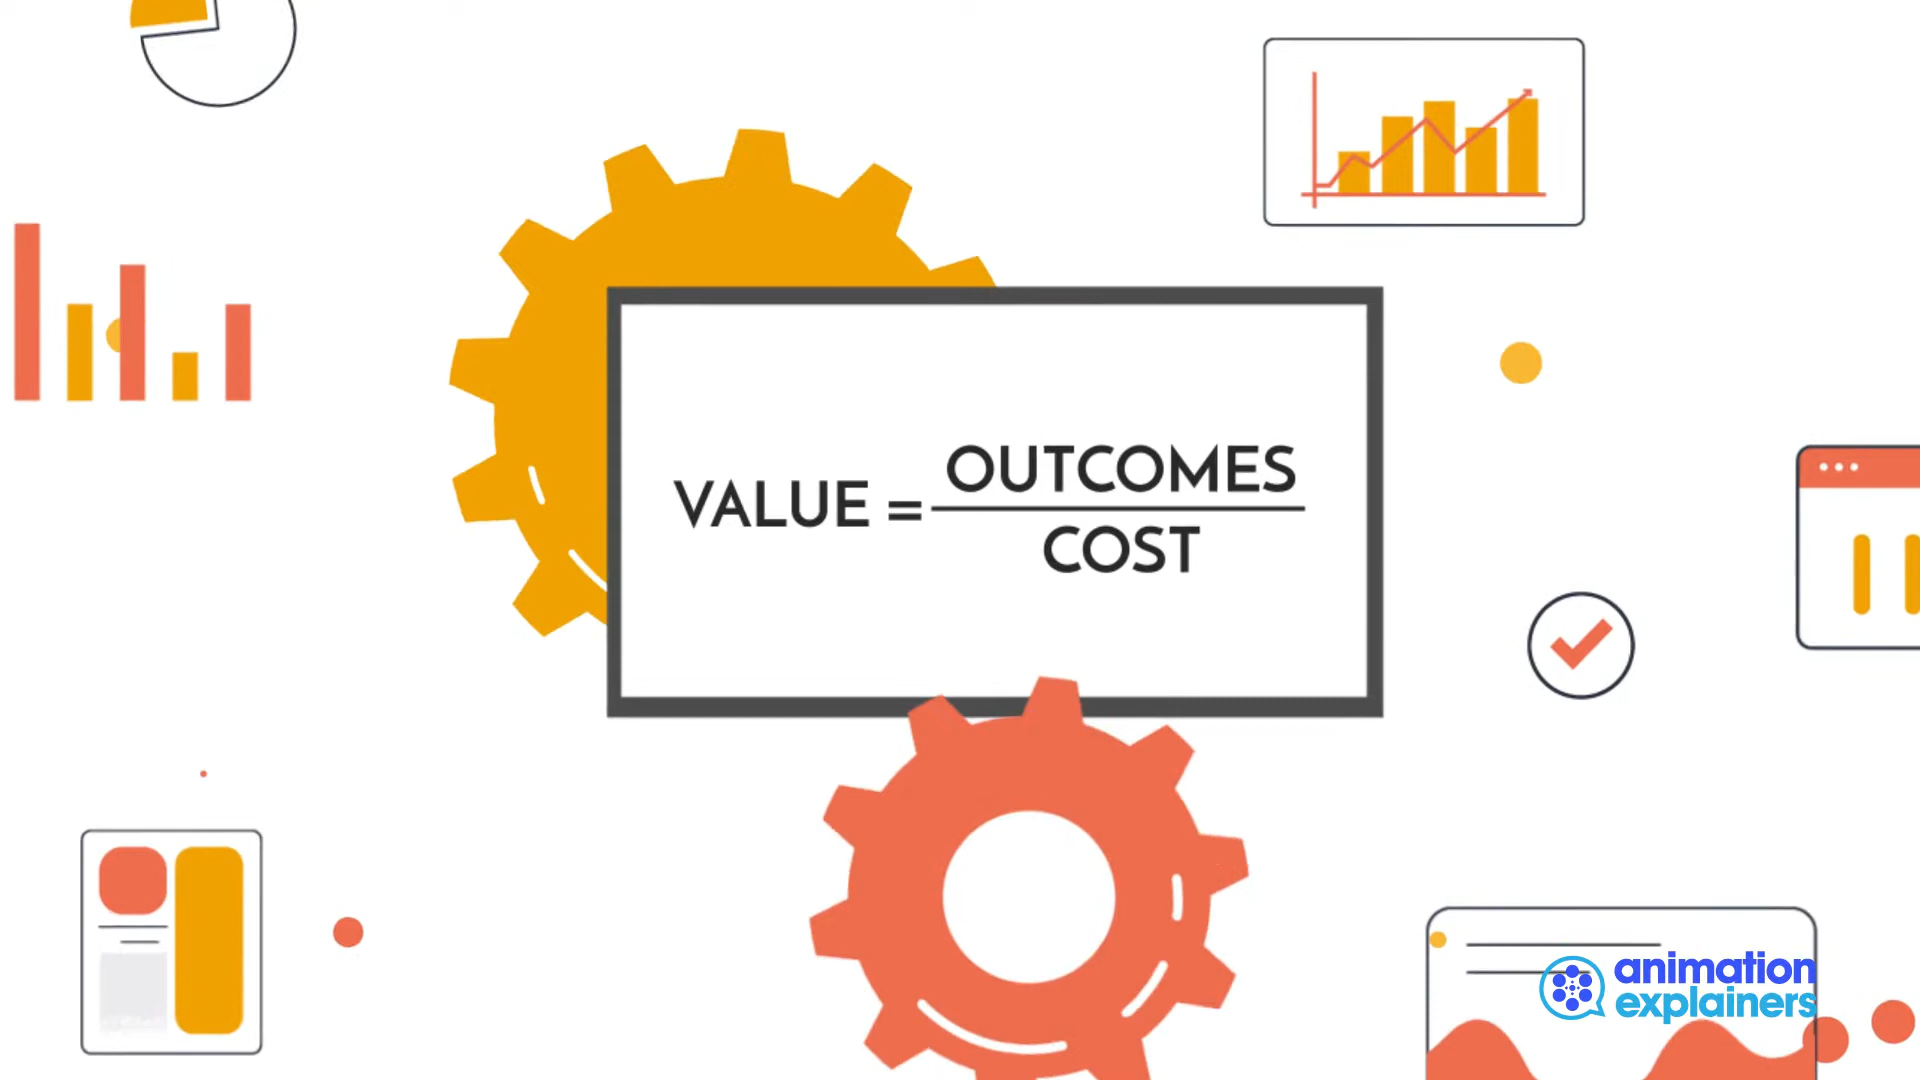 VALUE = OUTCOMES
COST
animation
explainers